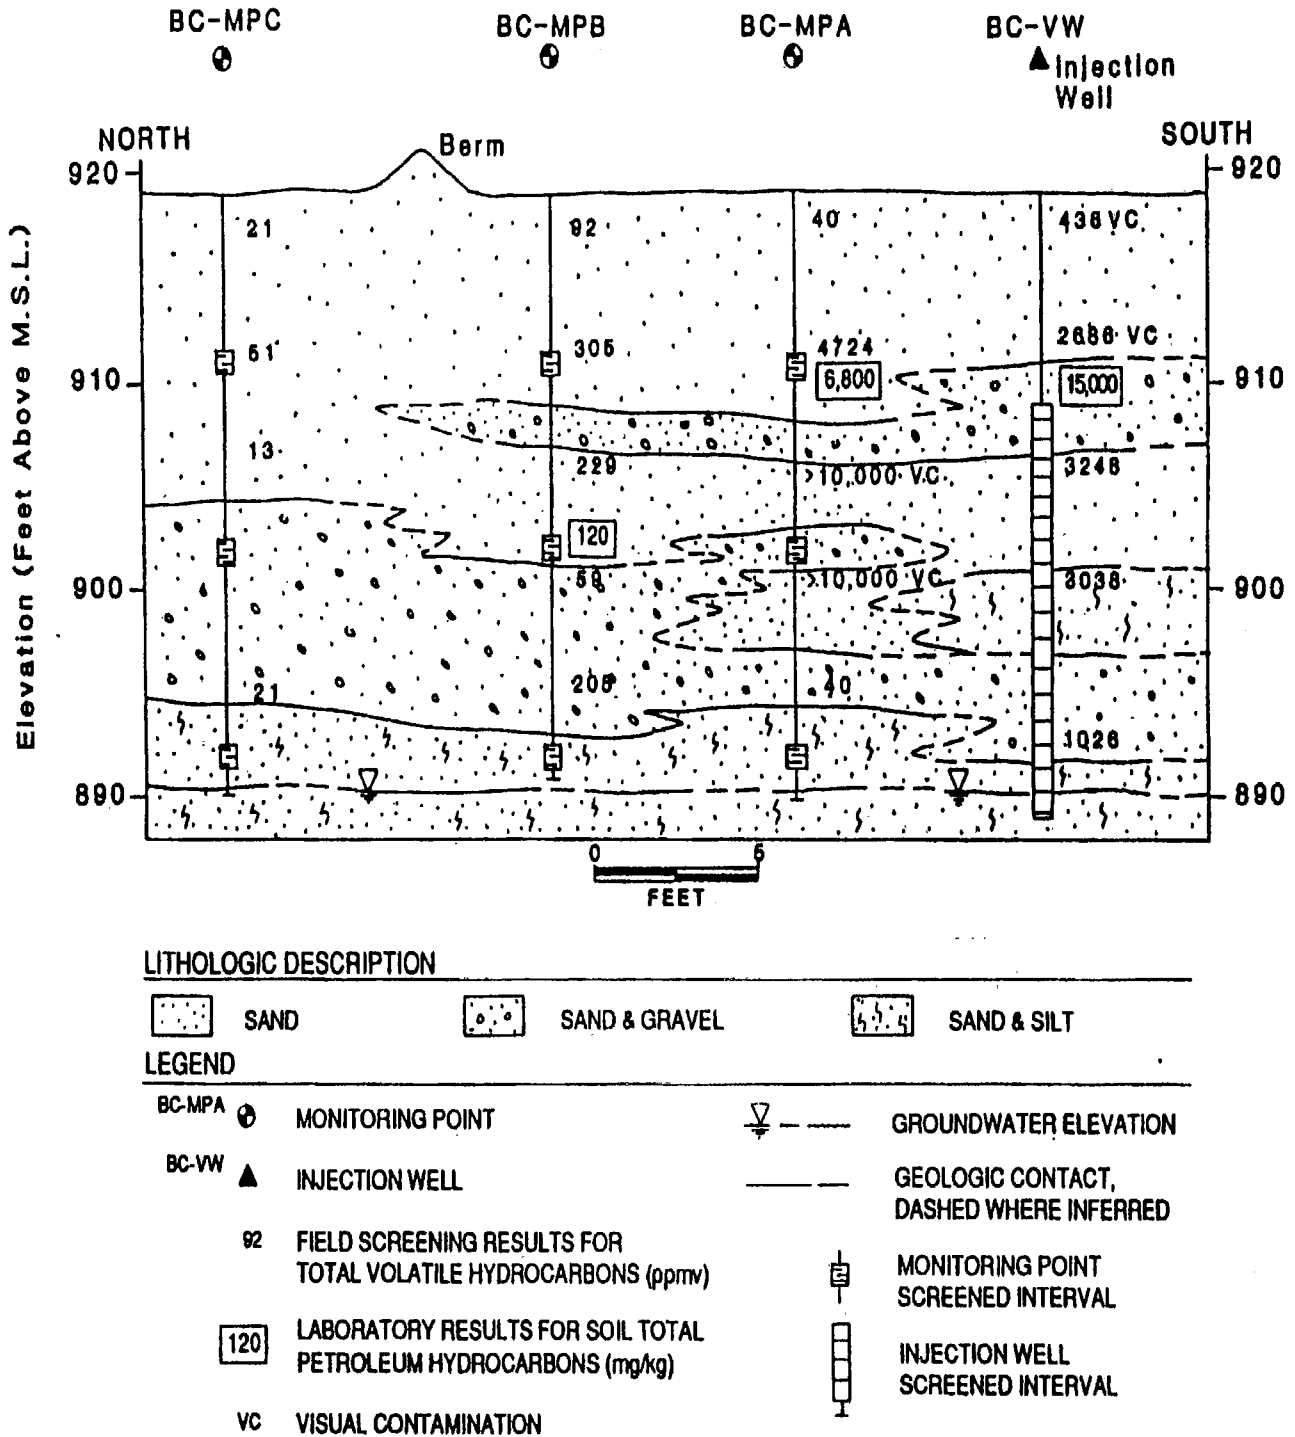 BC-MPC BC-MPB BC-MPA BC-VW
Injection
Well
NORTH SOUTH
Berm
920 920
21 92 40 436 VC
2686 VC
51 305 4724
910 6,800 15,000 910
13 229 >10,000 VC 3248
120
900 59 >10,000 VC 3038 900
21 205 40
1026
890 890
Elevation (Feet Above M.S.L.)
0 5
FEET
LITHOLOGIC DESCRIPTION
SAND SAND & GRAVEL SAND & SILT
LEGEND
BC-MPA MONITORING POINT
BC-VW INJECTION WELL
92 FIELD SCREENING RESULTS FOR
TOTAL VOLATILE HYDROCARBONS (ppmv)
120 LABORATORY RESULTS FOR SOIL TOTAL
PETROLEUM HYDROCARBONS (mg/kg)
VC VISUAL CONTAMINATION
GROUNDWATER ELEVATION
GEOLOGIC CONTACT,
DASHED WHERE INFERRED
MONITORING POINT
SCREENED INTERVAL
INJECTION WELL
SCREENED INTERVAL